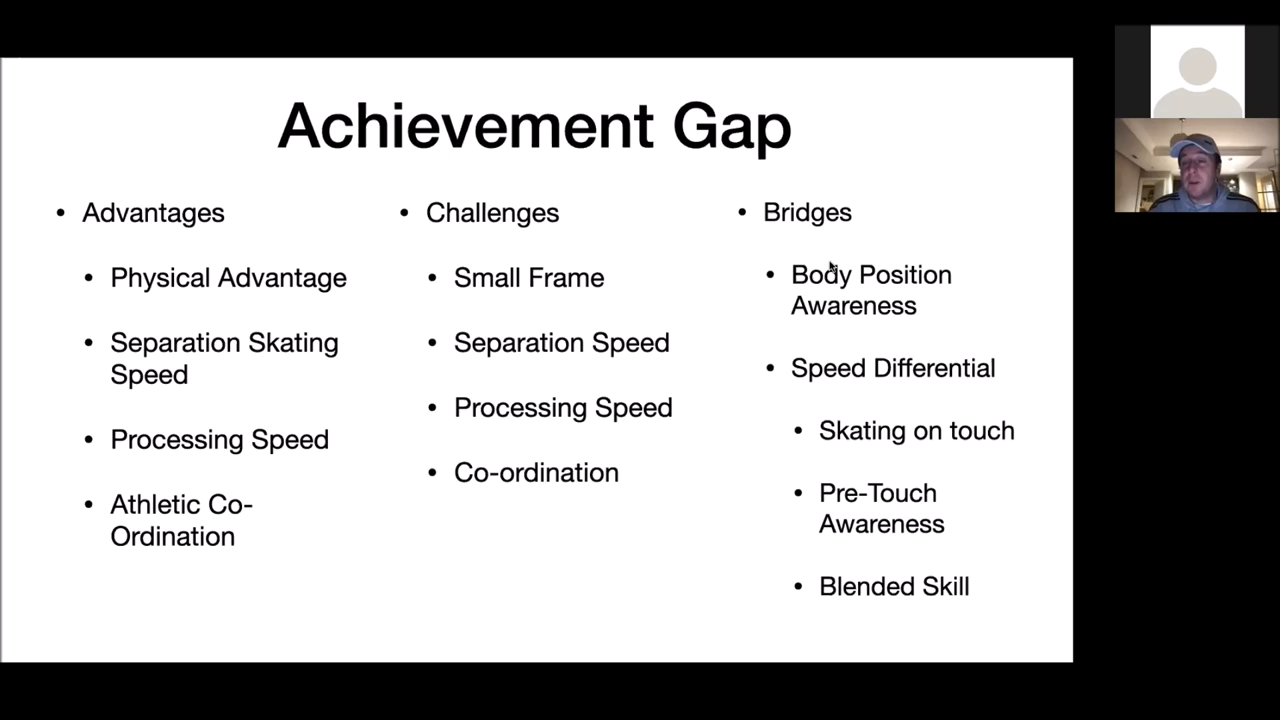 Achievement Gap
Advantages
Physical Advantage
Separation Skating
Speed
Processing Speed
Athletic Co-
Ordination
Challenges
Small Frame
Separation Speed
Processing Speed
Co-ordination
Bridges
Body Position
Awareness
Speed Differential
Skating on touch
Pre-Touch
Awareness
Blended Skill